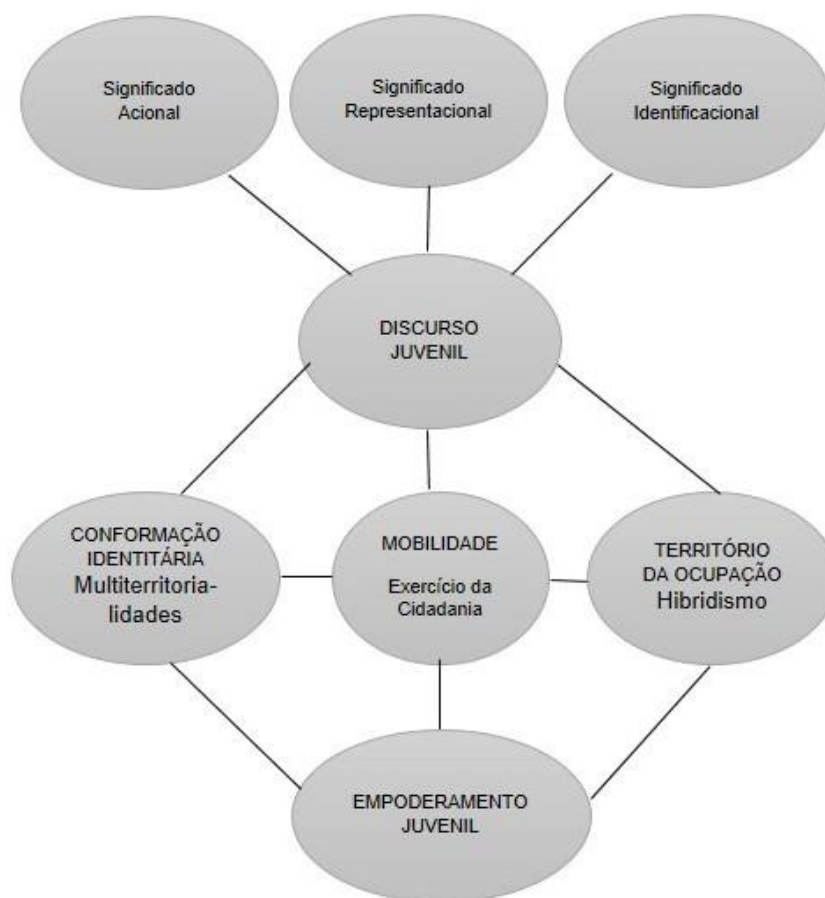 Significado
Acional
Significado
Representacional
Significado
Identificacional
DISCURSO
JUVENIL
CONFORMAÇÃO
IDENTITÁRIA
Multiterritoria-
lidades
MOBILIDADE
Exercício da
Cidadania
TERRITÓRIO
DA OCUPAÇÃO
Hibridismo
EMPODERAMENTO
JUVENIL